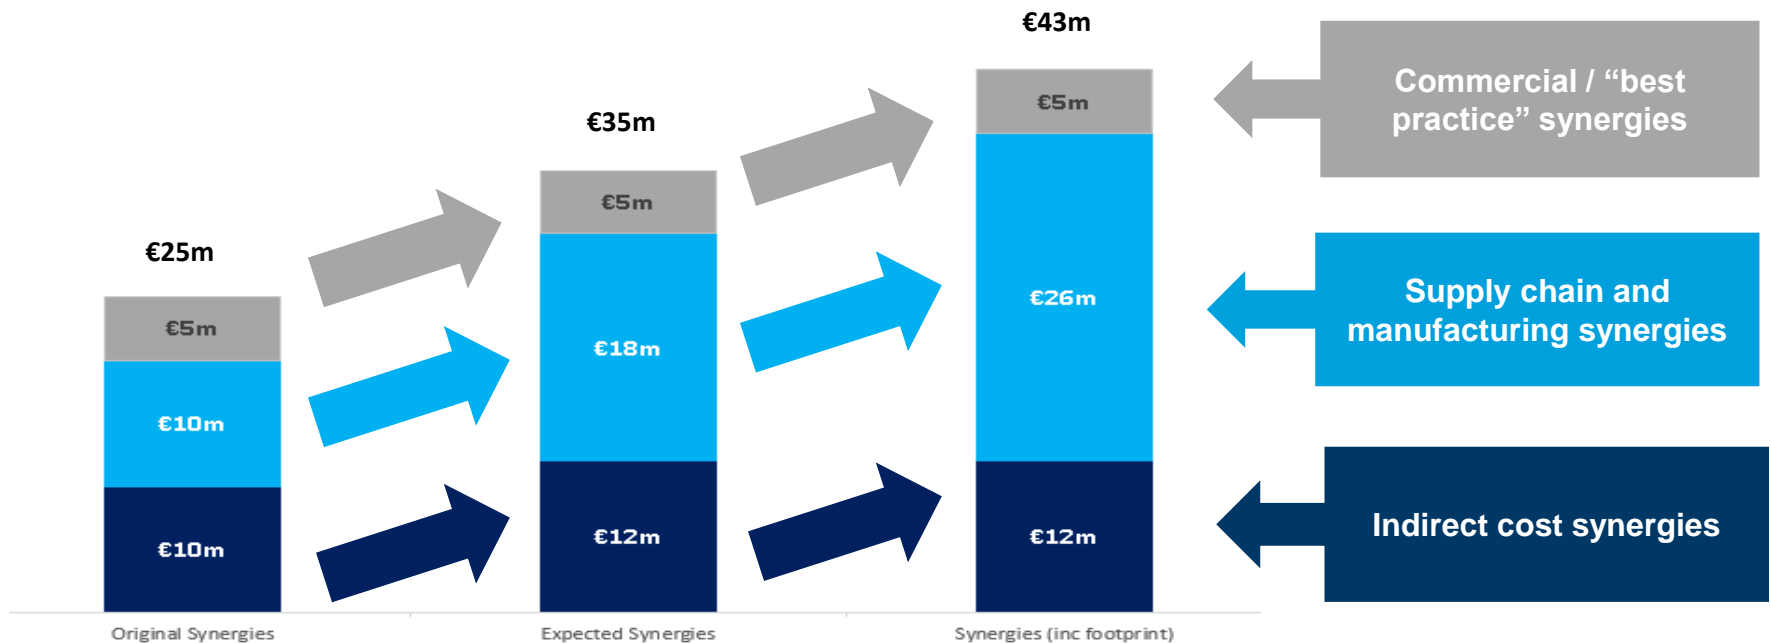 €43m
€35m
€25m
€5m
€10m
€10m
€5m
€18m
€12m
€5m
€26m
€12m
Commercial / “best
practice” synergies
Supply chain and
manufacturing synergies
Indirect cost synergies
Original Synergies
Expected Synergies
Synergies (inc footprint)